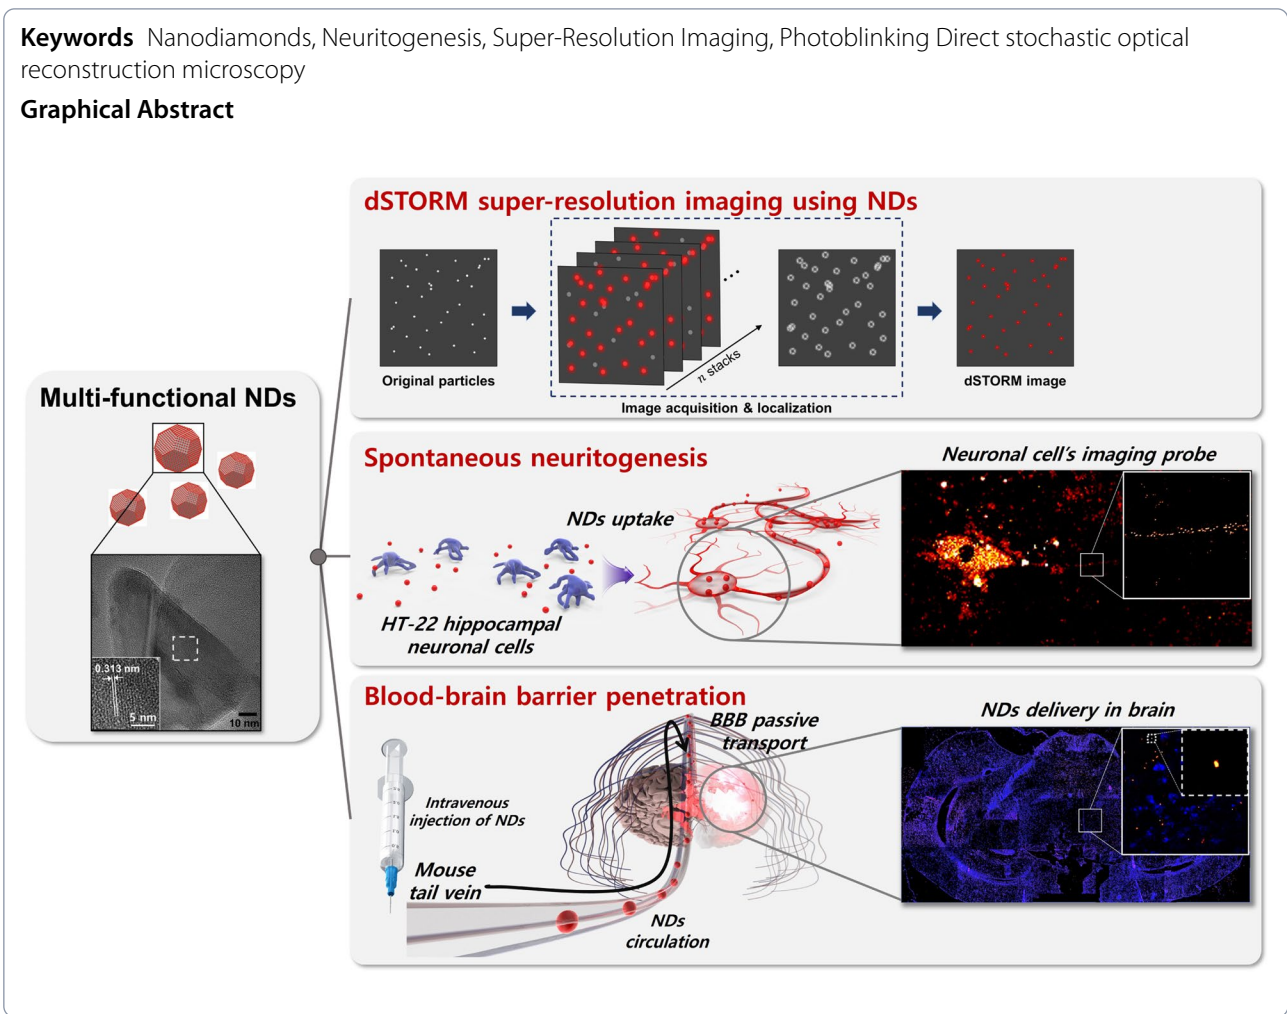 Keywords Nanodiamonds, Neuritogenesis, Super-Resolution Imaging, Photoblinking Direct stochastic optical
reconstruction microscopy
Graphical Abstract
Multi-functional NDs
0.313 nm
5 nm
10 nm
dSTORM super-resolution imaging using NDs
Original particles
n stacks
...
Image acquisition & localization
dSTORM image
Spontaneous neuritogenesis
NDs uptake
HT-22 hippocampal
neuronal cells
Neuronal cell's imaging probe
Blood-brain barrier penetration
Intravenous
injection of NDs
Mouse
tail vein
BBB passive
transport
NDs
circulation
NDs delivery in brain